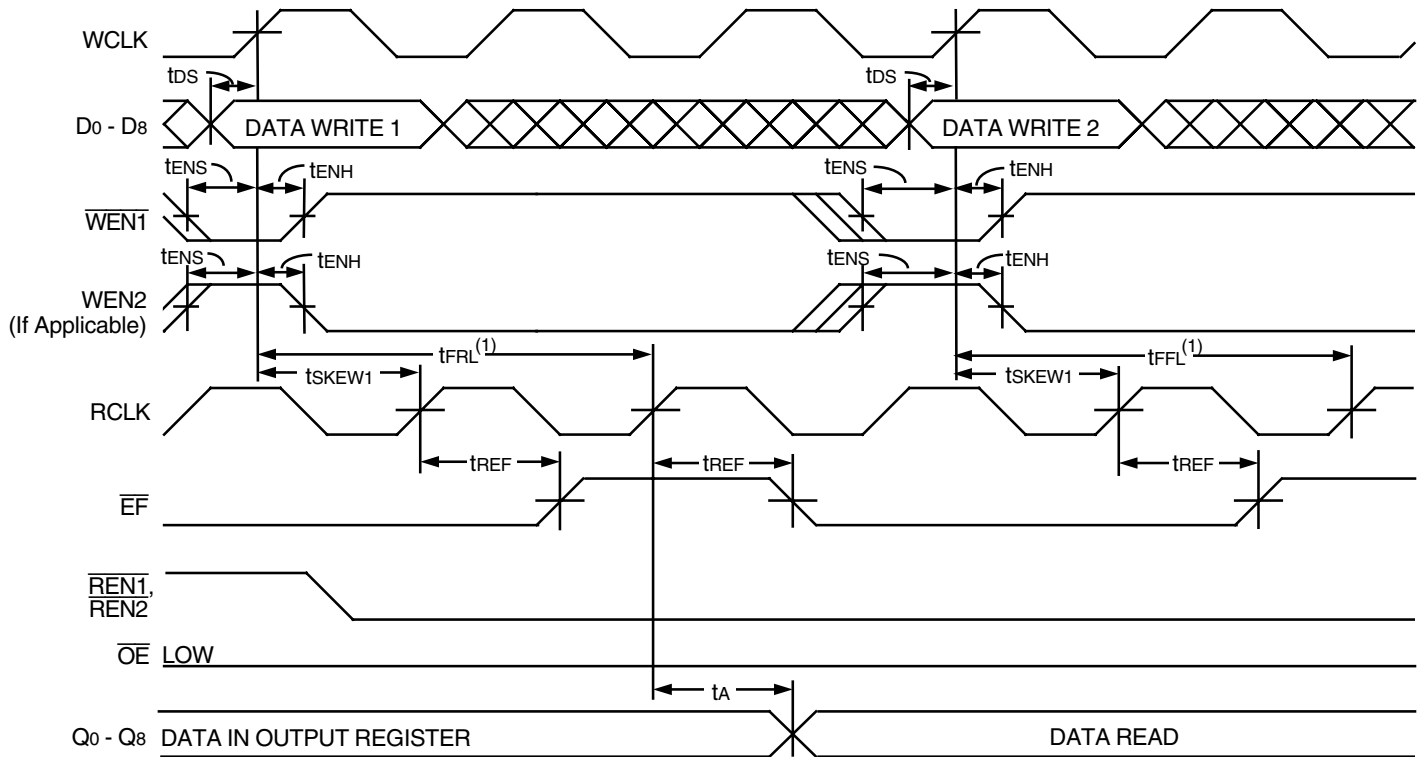 WCLK
tDS tDS
D0 - D8 DATA WRITE 1 DATA WRITE 2
tENS tENH tENS tENH
WEN1
tENS tENH tENS tENH
WEN2
(If Applicable)
tFRL(1) tFFL(1)
tSKEW1 tSKEW1
RCLK
tREF tREF tREF
EF
REN1,
REN2
OE LOW
tA
Q0 - Q8 DATA IN OUTPUT REGISTER DATA READ